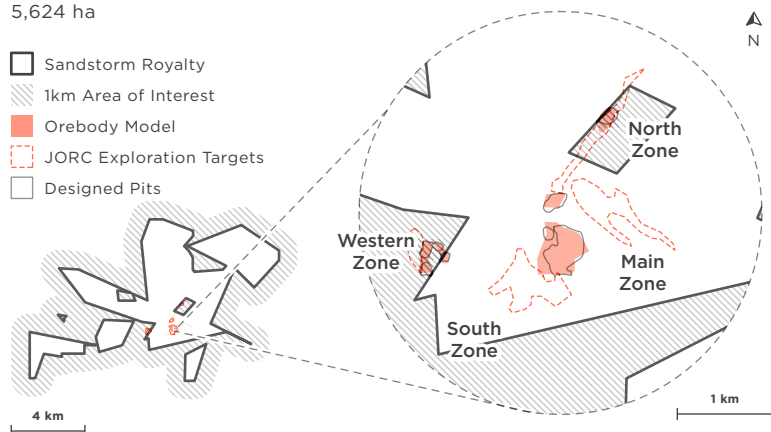 5,624 ha
N
Sandstorm Royalty
1km Area of Interest
Orebody Model
JORC Exploration Targets
Designed Pits
North
Zone
Western
Zone
Main
Zone
South
Zone
4 km
1 km